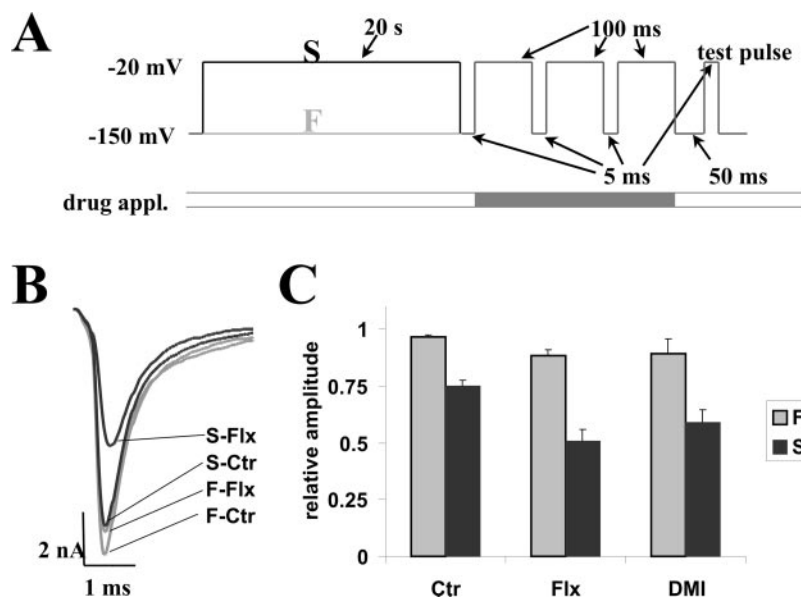 A
20 s
100 ms
S
test pulse
-20 mV
F
-150 mV
5 ms
50 ms
drug appl.
B
S-Flx
S-Ctr
F-Flx
F-Ctr
2 nA
1 ms
C
relative amplitude
1
0.75
0.5
0.25
0
Ctr
Flx
DMI
F
S